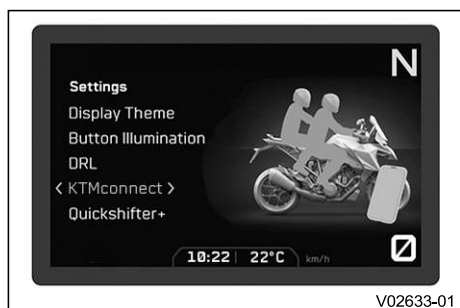 N
Settings
Display Theme
Button Illumination
DRL
< KTMconnect >
Quickshifter+
0
10:22 22°C km/h
V02633-01